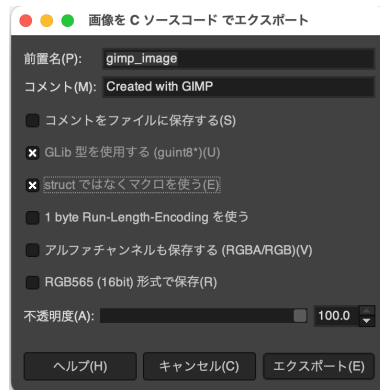 画像を C ソースコード でエクスポート
前置名(P): gimp_image
コメント(M): Created with GIMP
コメントをファイルに保存する(S)
GLib 型を使用する (guint8*)(U)
struct ではなくマクロを使う(E)
1 byte Run-Length-Encoding を使う
アルファチャンネルも保存する (RGBA/RGB)(V)
RGB565 (16bit) 形式で保存(R)
不透明度(A): 100.0
ヘルプ(H) キャンセル(C) エクスポート(E)